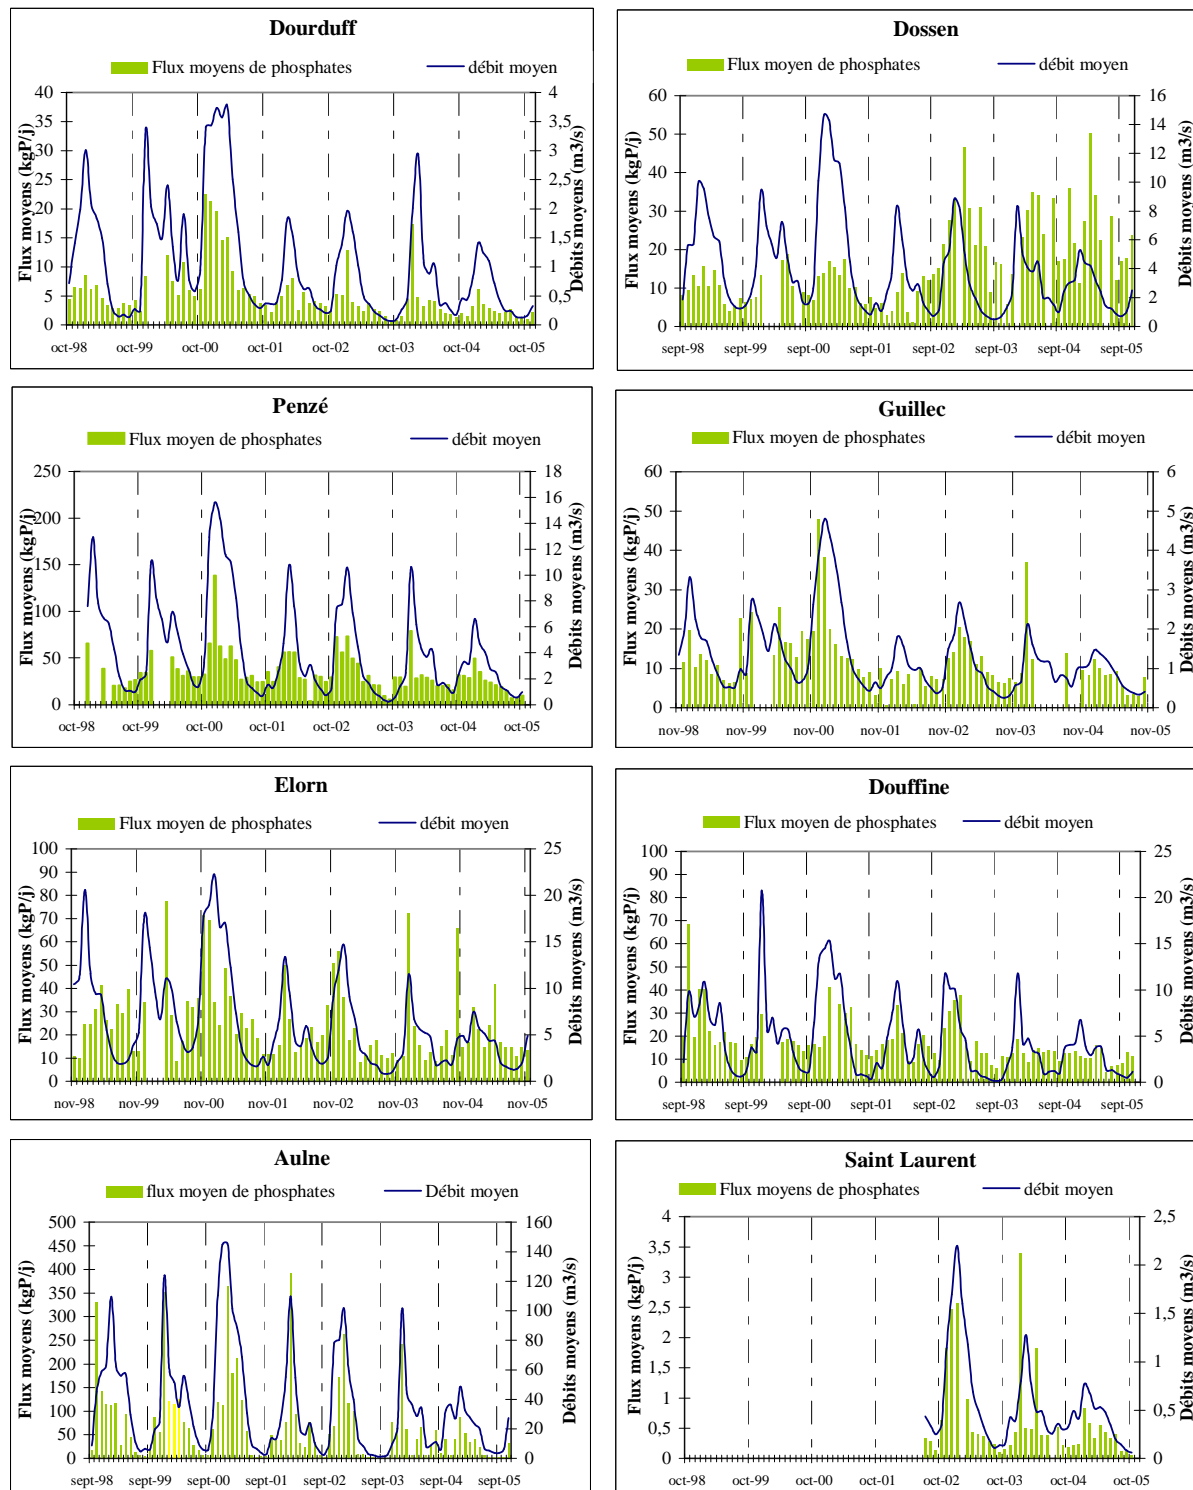 Dourduff
Flux moyens de phosphates
débit moyen
Flux moyens (kgP/j)
40
35
30
25
20
15
10
5
0
4
3,5
3
2,5
2
1,5
1
0,5
0
Débits moyens (m3/s)
oct-98 oct-99 oct-00 oct-01 oct-02 oct-03 oct-04 oct-05
Dossen
Flux moyen de phosphates
débit moyen
Flux moyens (kgP/j)
60
50
40
30
20
10
0
16
14
12
10
8
6
4
2
0
Débits moyens (m3/s)
sept-98 sept-99 sept-00 sept-01 sept-02 sept-03 sept-04 sept-05
Penzé
Flux moyen de phosphates
débit moyen
Flux moyens (kgP/j)
250
200
150
100
50
0
18
16
14
12
10
8
6
4
2
0
Débits moyens (m3/s)
oct-98 oct-99 oct-00 oct-01 oct-02 oct-03 oct-04 oct-05
Guillec
Flux moyen de phosphates
débit moyen
Flux moyens (kgP/j)
60
50
40
30
20
10
0
6
5
4
3
2
1
0
Débits moyens (m3/s)
nov-98 nov-99 nov-00 nov-01 nov-02 nov-03 nov-04 nov-05
Elorn
Flux moyen de phosphates
débit moyen
Flux moyens (kgP/j)
100
90
80
70
60
50
40
30
20
10
0
25
20
15
10
5
0
Débits moyens (m3/s)
nov-98 nov-99 nov-00 nov-01 nov-02 nov-03 nov-04 nov-05
Douffine
Flux moyen de phosphates
débit moyen
Flux moyens (kgP/j)
100
90
80
70
60
50
40
30
20
10
0
25
20
15
10
5
0
Débits moyens (m3/s)
sept-98 sept-99 sept-00 sept-01 sept-02 sept-03 sept-04 sept-05
Aulne
flux moyen de phosphates
Débit moyen
Flux moyens (kgP/j)
500
450
400
350
300
250
200
150
100
50
0
160
140
120
100
80
60
40
20
0
Débits moyens (m3/s)
sept-98 sept-99 sept-00 sept-01 sept-02 sept-03 sept-04 sept-05
Saint Laurent
Flux moyens de phosphates
débit moyen
Flux moyens (kgP/j)
4
3,5
3
2,5
2
1,5
1
0,5
0
2,5
2
1,5
1
0,5
0
Débits moyens (m3/s)
oct-98 oct-99 oct-00 oct-01 oct-02 oct-03 oct-04 oct-05